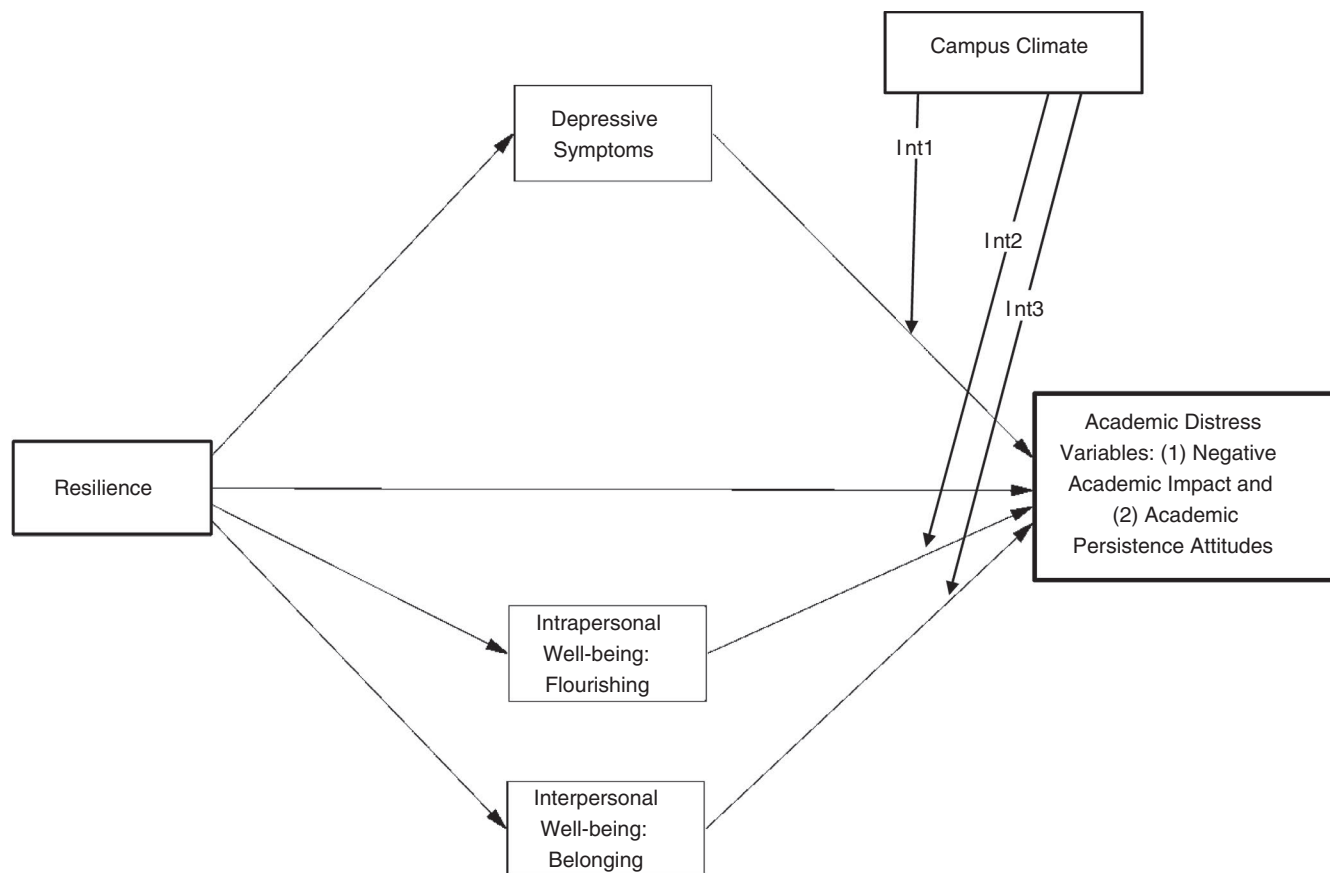 Campus Climate
Depressive
Symptoms
Int1
Int2
Int3
Resilience
Academic Distress
Variables: (1) Negative
Academic Impact and
(2) Academic
Persistence Attitudes
Intrapersonal
Well-being:
Flourishing
Interpersonal
Well-being:
Belonging